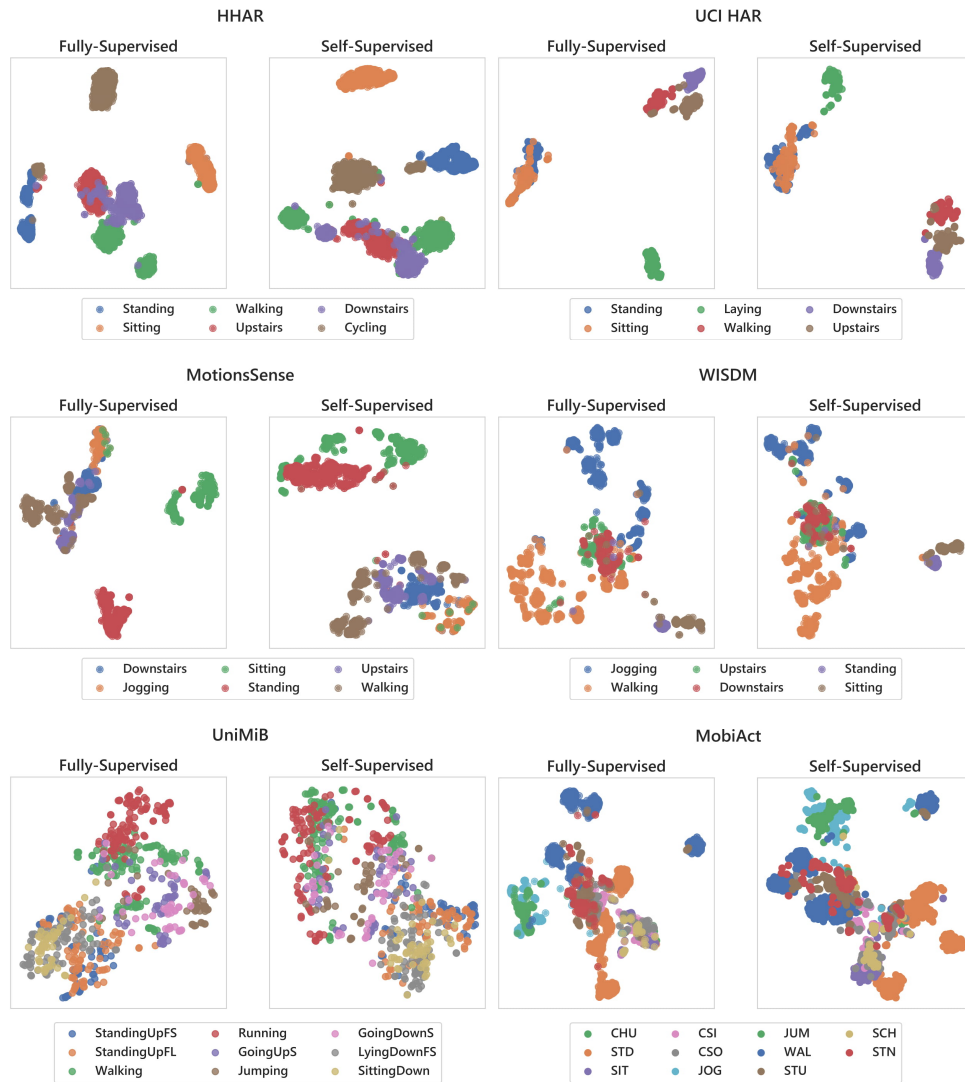 HHAR
UCI HAR
Fully-Supervised
Self-Supervised
Fully-Supervised
Self-Supervised
Standing
Walking
Downstairs
Sitting
Upstairs
Cycling
Standing
Laying
Downstairs
Sitting
Walking
Upstairs
MotionsSense
WISDM
Fully-Supervised
Self-Supervised
Fully-Supervised
Self-Supervised
Downstairs
Sitting
Upstairs
Jogging
Standing
Walking
Jogging
Upstairs
Standing
Walking
Downstairs
Sitting
UniMiB
MobiAct
Fully-Supervised
Self-Supervised
Fully-Supervised
Self-Supervised
StandingUpFS
Running
GoingDownS
StandingUpFL
GoingUpS
LyingDownFS
Walking
Jumping
SittingDown
CHU
CSI
JUM
SCH
STD
CSO
WAL
STN
SIT
JOG
STU